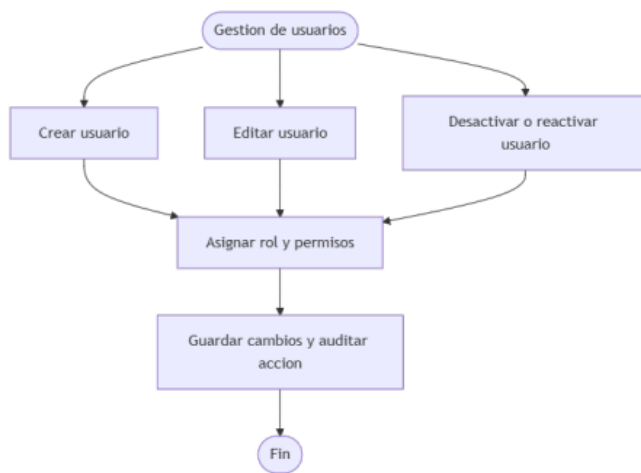 Gestion de usuarios
Crear usuario
Editar usuario
Desactivar o reactivar
usuario
Asignar rol y permisos
Guardar cambios y auditar
accion
Fin